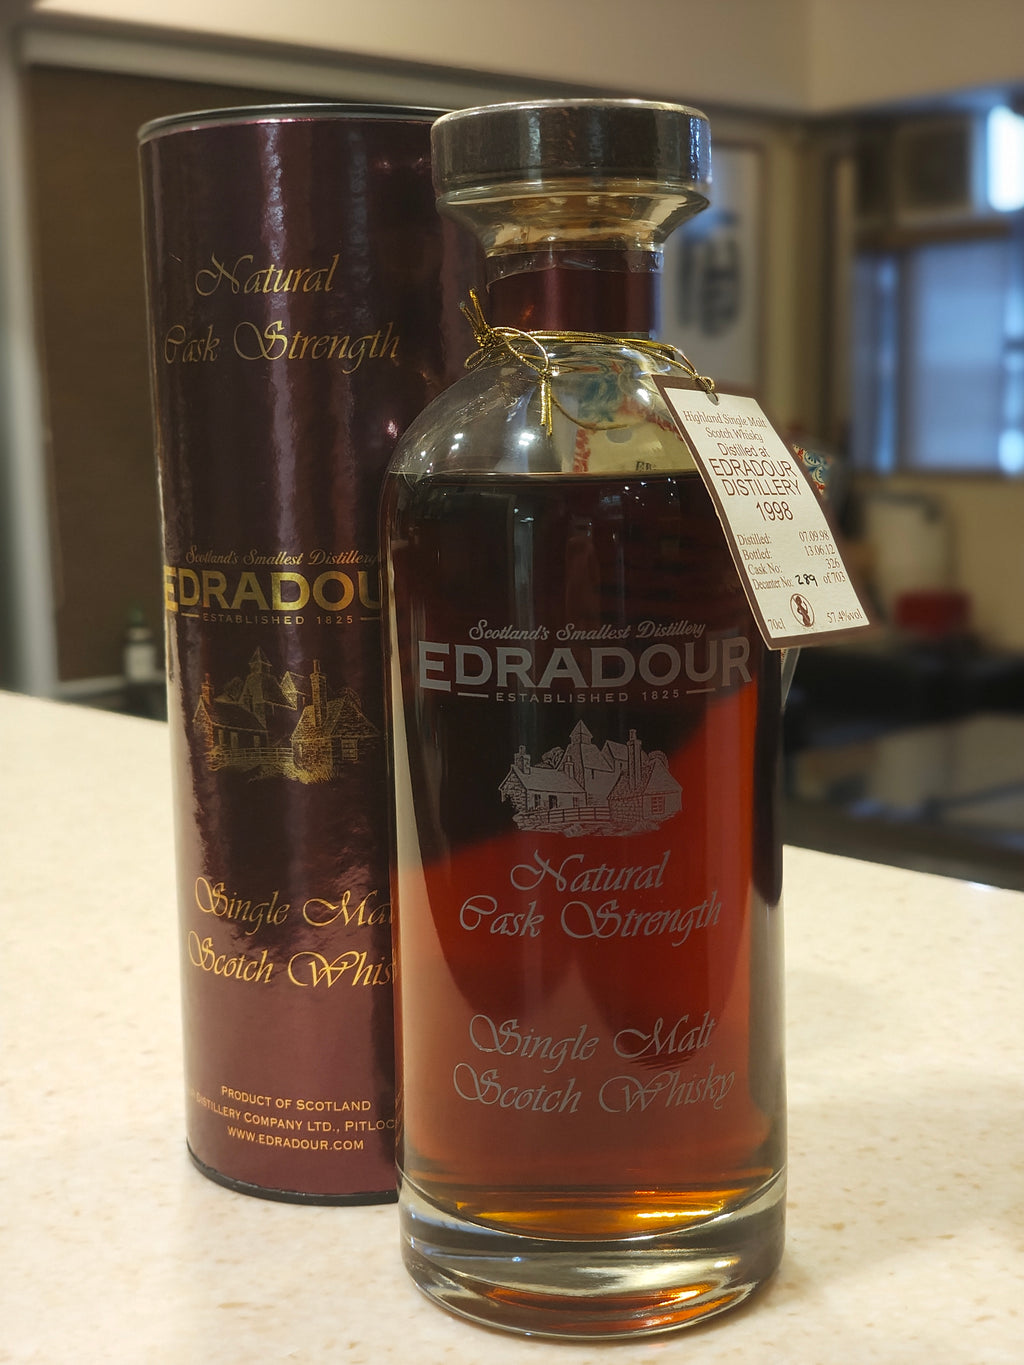 Natural
Cask Strength
Scotland's Smallest Distillery
EDRADOU
ESTABLISHED 1825
Single Mal
Scotch Whis
PRODUCT OF SCOTLAND
DISTILLERY COMPANY LTD., PITLOC
WWW.EDRADOUR.COM
Highland Single Malt
Scotch Whisky
Distilled at
EDRADOUR
DISTILLERY
1998
Distilled: 07.09.98
Bottled: 13.06.12
Cask No: 326
Decanter No: 289 of 703
70cl 57.4%vol
Scotland's Smallest Distillery
EDRADOUR
ESTABLISHED 1825
Natural
Cask Strength
Single Malt
Scotch Whisky